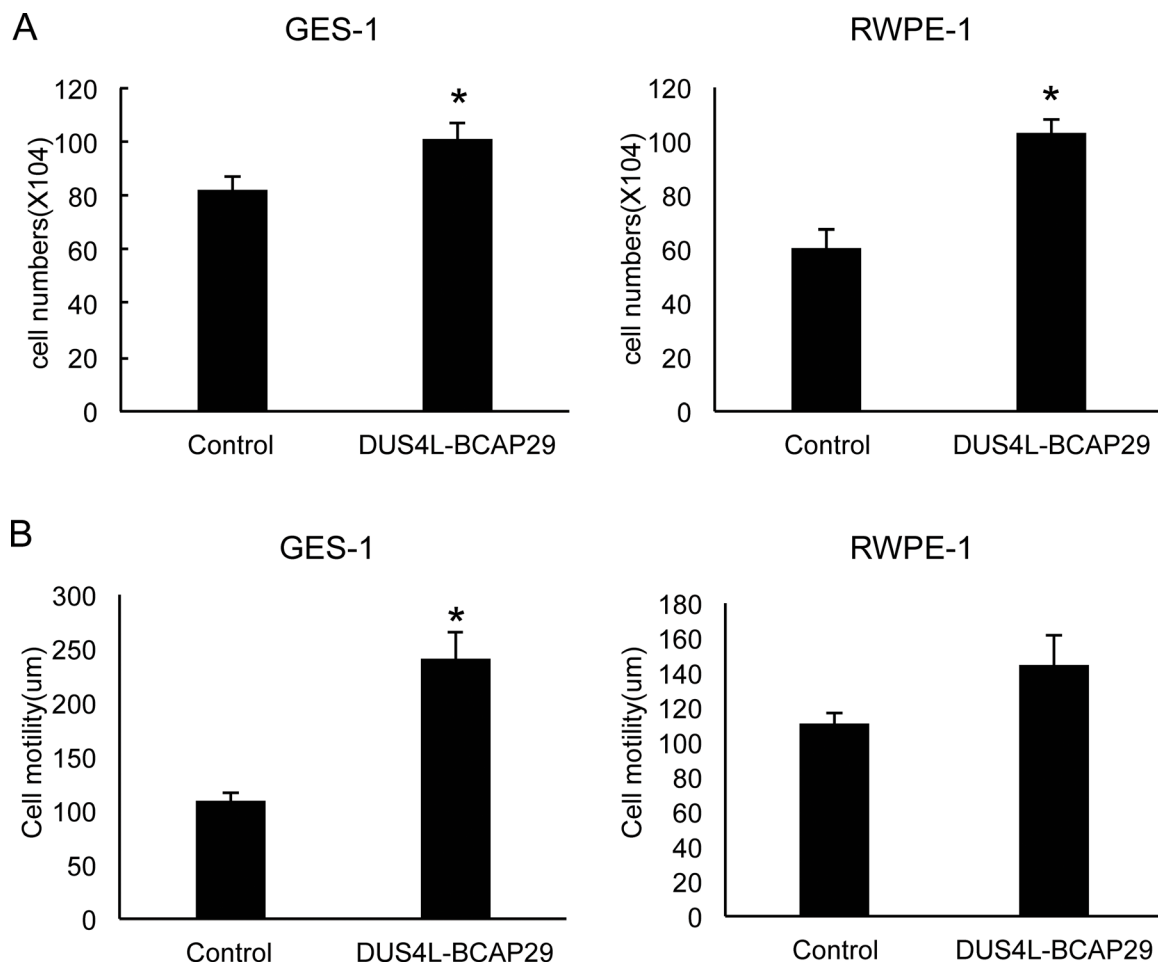 A
GES-1
RWPE-1
cell numbers(X104)
120
100
80
60
40
20
0
*
Control
DUS4L-BCAP29
cell numbers(X104)
120
100
80
60
40
20
0
*
Control
DUS4L-BCAP29
B
GES-1
RWPE-1
Cell motility(um)
300
250
200
150
100
50
0
*
Control
DUS4L-BCAP29
Cell motility(um)
180
160
140
120
100
80
60
40
20
0
Control
DUS4L-BCAP29